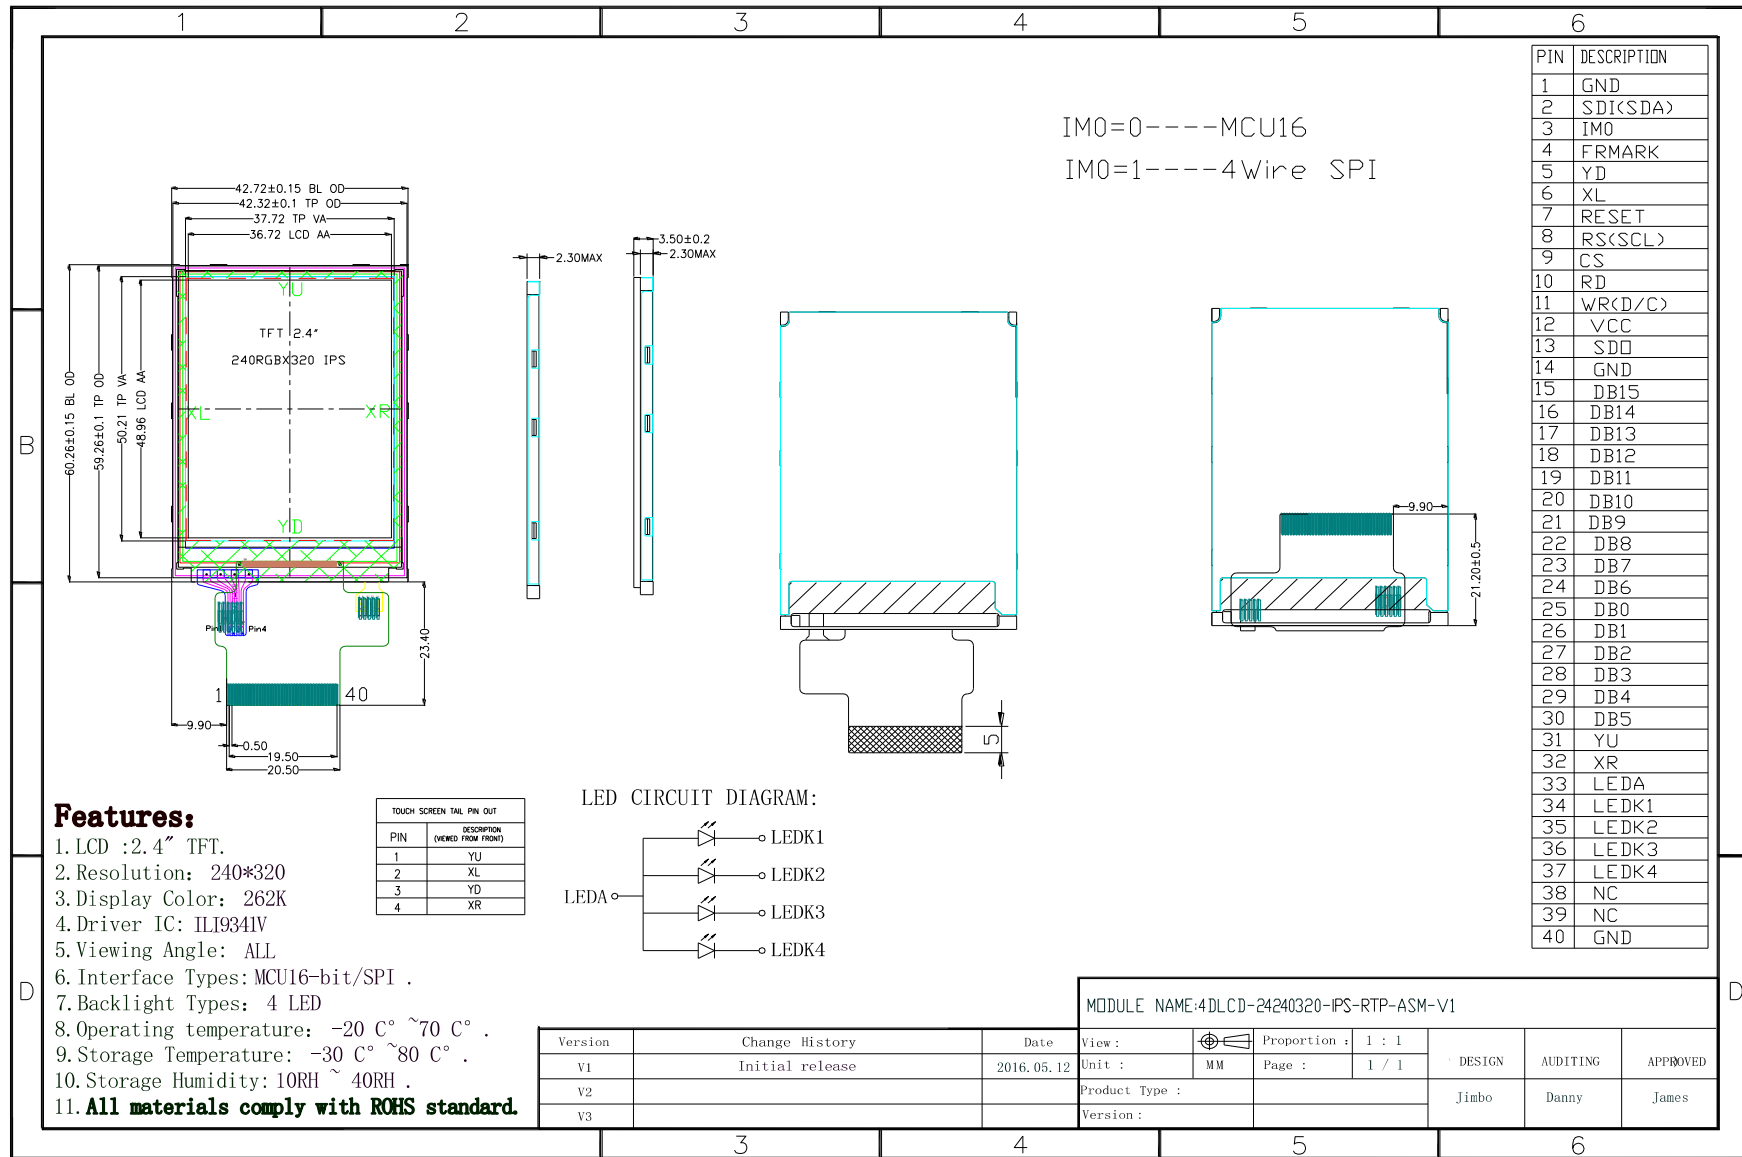 1 2 3 4 5 6
B
D
D
3 4 5 6
IM0=0----MCU16
IM0=1----4Wire SPI
42.72±0.15 BL OD
42.32±0.1 TP OD
37.72 TP VA
36.72 LCD AA
60.26±0.15 BL OD
59.26±0.1 TP OD
50.21 TP VA
48.96 LCD AA
YU
TFT 2.4"
240RGBX320 IPS
XL XR
YD
Pin1 Pin4
1 40
23.40
9.90
0.50
19.50
20.50
2.30MAX
3.50±0.2
2.30MAX
5
9.90
21.20±0.5
PIN DESCRIPTION
1 GND
2 SDI(SDA)
3 IM0
4 FRMARK
5 YD
6 XL
7 RESET
8 RS(SCL)
9 CS
10 RD
11 WR(D/C)
12 VCC
13 SDO
14 GND
15 DB15
16 DB14
17 DB13
18 DB12
19 DB11
20 DB10
21 DB9
22 DB8
23 DB7
24 DB6
25 DB0
26 DB1
27 DB2
28 DB3
29 DB4
30 DB5
31 YU
32 XR
33 LEDA
34 LEDK1
35 LEDK2
36 LEDK3
37 LEDK4
38 NC
39 NC
40 GND
Features:
1. LCD :2.4" TFT.
2. Resolution: 240*320
3. Display Color: 262K
4. Driver IC: ILI9341V
5. Viewing Angle: ALL
6. Interface Types: MCU16-bit/SPI .
7. Backlight Types: 4 LED
8. Operating temperature: -20 C° ~70 C° .
9. Storage Temperature: -30 C° ~80 C° .
10. Storage Humidity: 10RH ~ 40RH .
11. All materials comply with ROHS standard.
TOUCH SCREEN TAIL PIN OUT
PIN DESCRIPTION
(VIEWED FROM FRONT)
1 YU
2 XL
3 YD
4 XR
LED CIRCUIT DIAGRAM:
LEDA
LEDK1
LEDK2
LEDK3
LEDK4
Version Change History Date
V1 Initial release 2016.05.12
V2
V3
MODULE NAME:4DLCD-24240320-IPS-RTP-ASM-V1
View : Proportion : 1 : 1
Unit : MM Page : 1 / 1
Product Type :
Version :
DESIGN AUDITING APPROVED
Jimbo Danny James